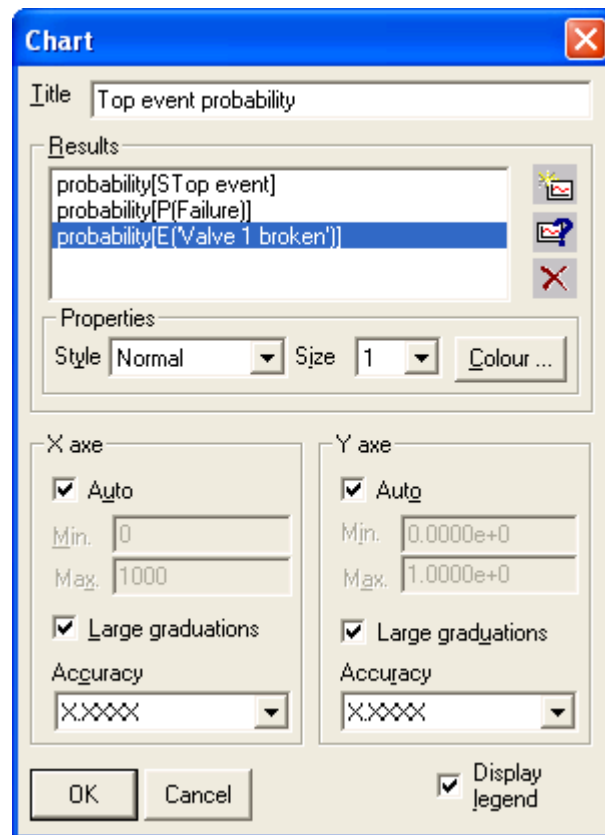 Chart
Title Top event probability
Results
probability[STop event]
probability[P(Failure)]
probability[E('Valve 1 broken')]
Properties
Style Normal Size 1 Colour ...
X axe
Auto
Min. 0
Max. 1000
Large graduations
Accuracy
X.XXXX
Y axe
Auto
Min. 0.0000e+0
Max. 1.0000e+0
Large graduations
Accuracy
X.XXXX
OK Cancel
Display
legend